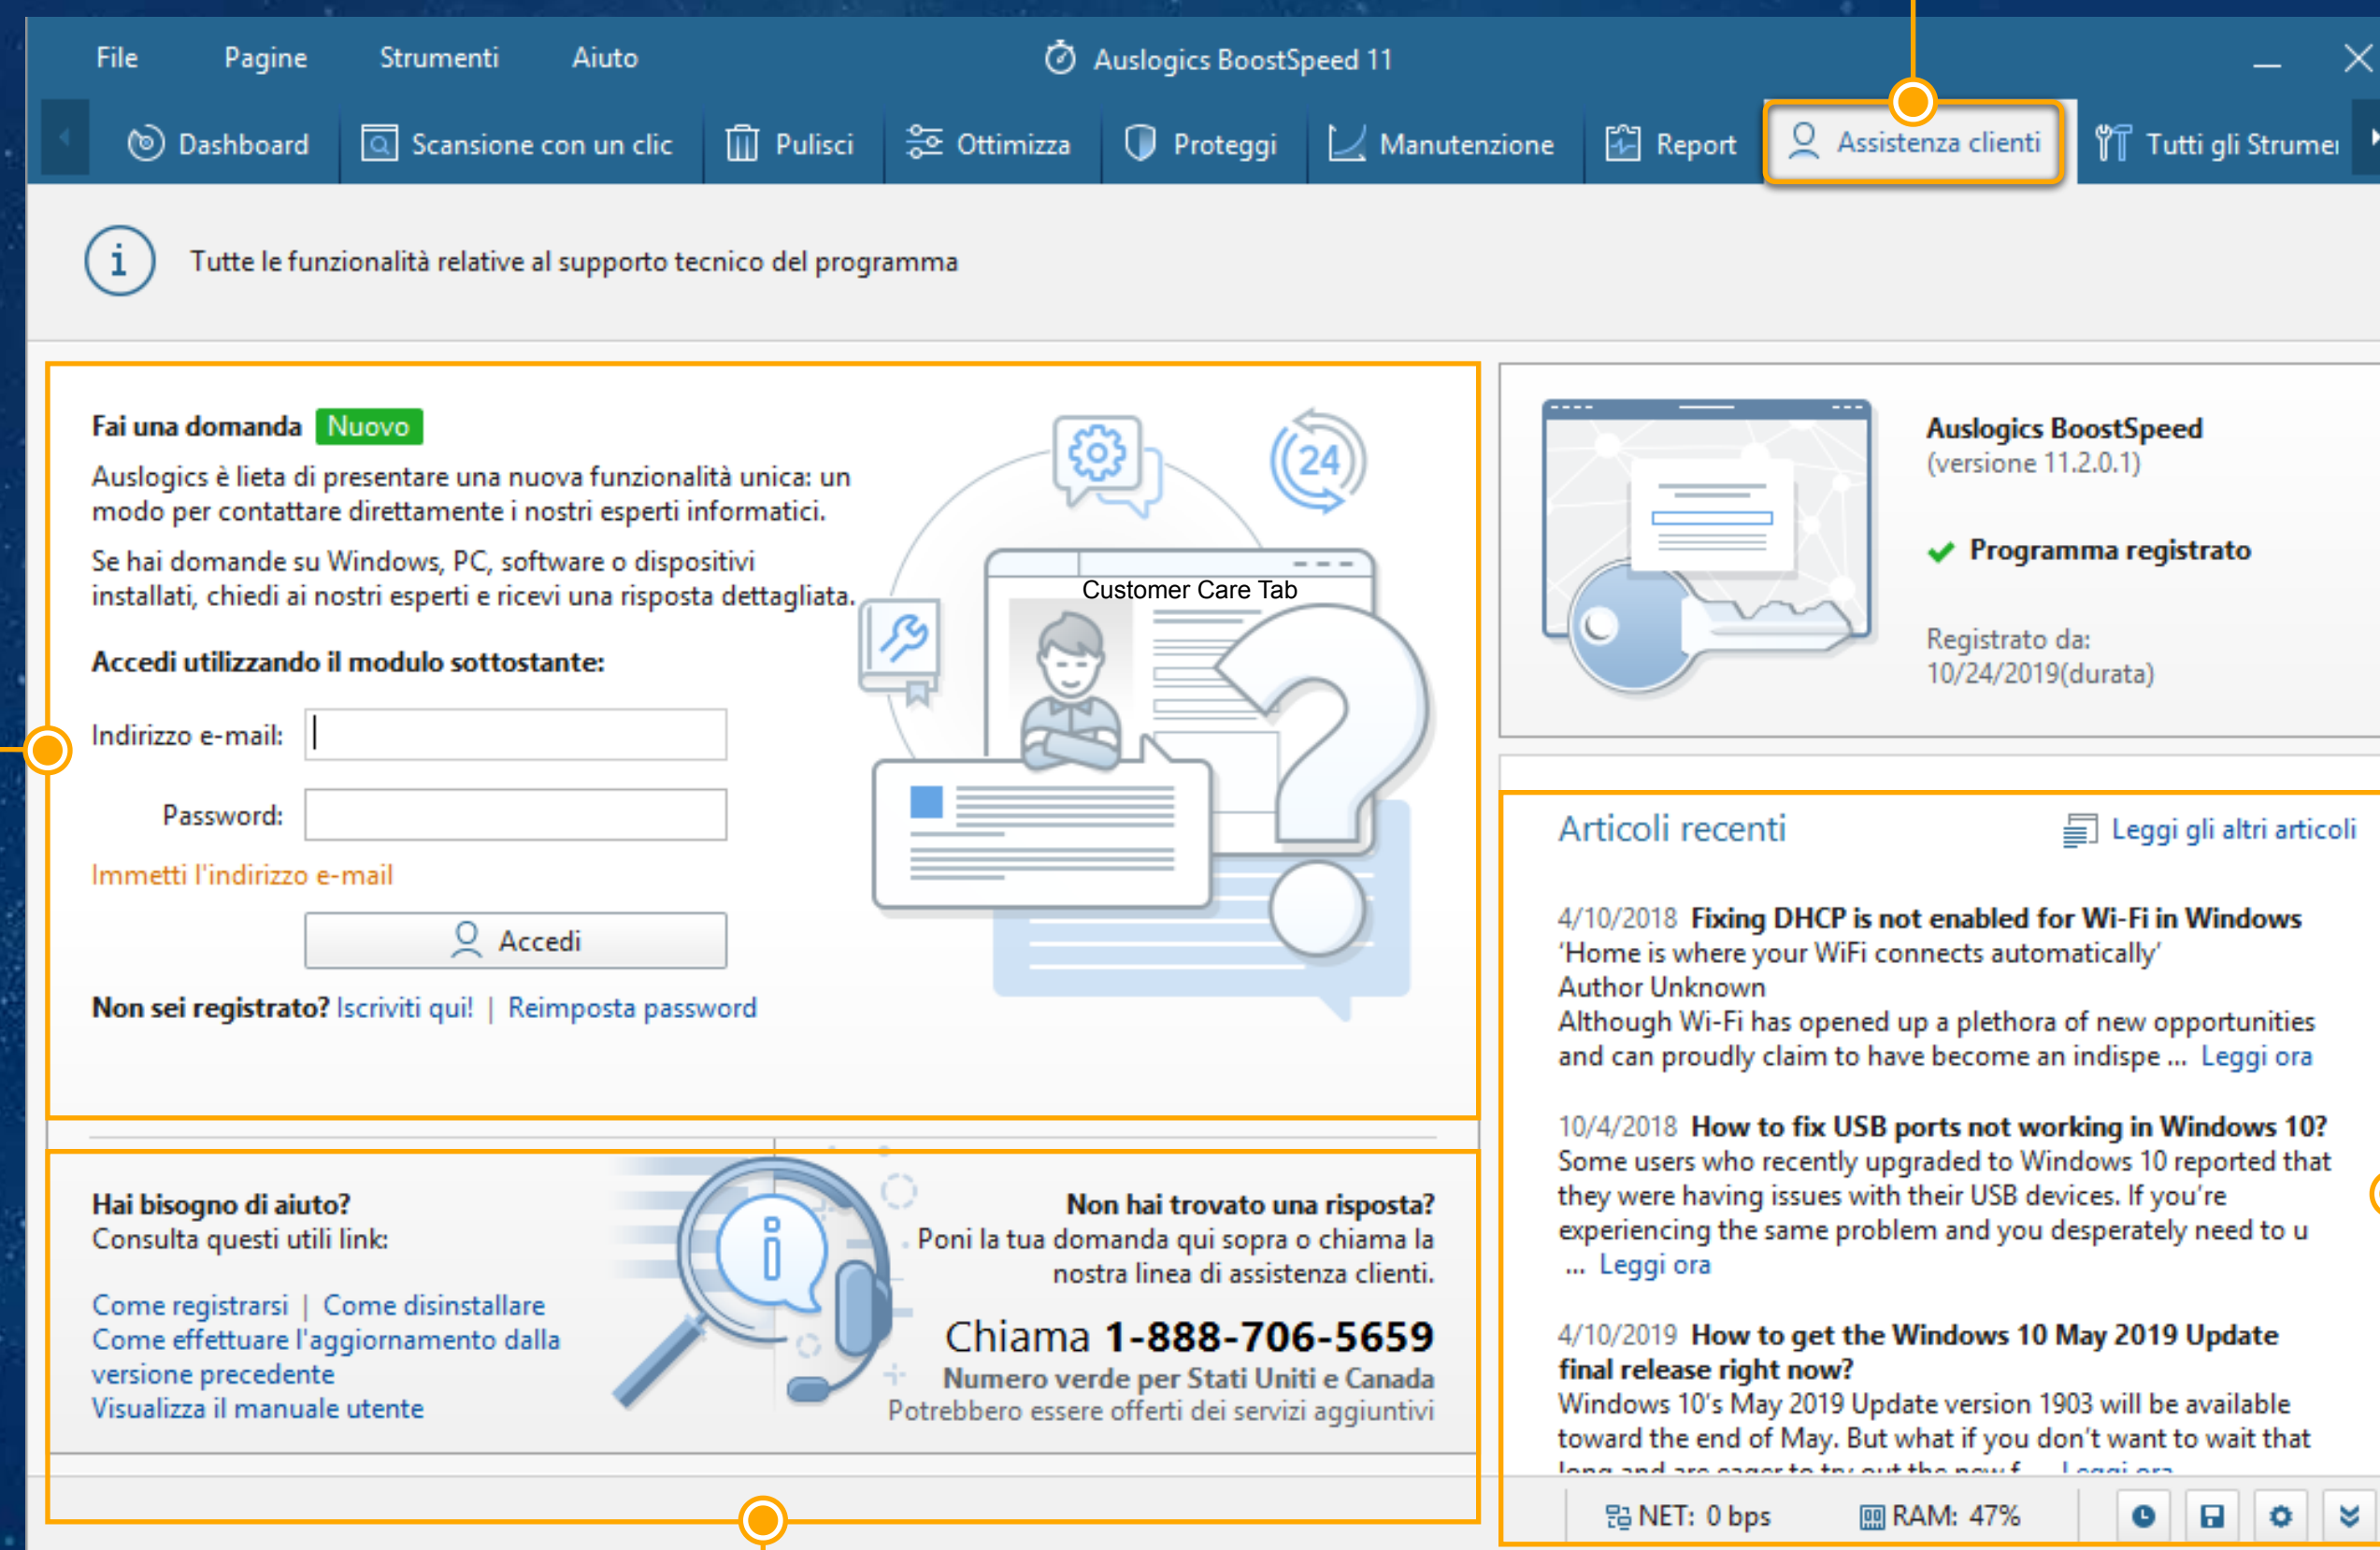 File Pagine Strumenti Aiuto Auslogics BoostSpeed 11
Dashboard Scansione con un clic Pulisci Ottimizza Proteggi Manutenzione Report Assistenza clienti Tutti gli
Tutte le funzionalità relative al supporto tecnico del programma
Fai una domanda Nuovo
Auslogics è lieta di presentare una nuova funzionalità unica: un
modo per contattare direttamente i nostri esperti informatici.
Se hai domande su Windows, PC, software o dispositivi
installati, chiedi ai nostri esperti e ricevi una risposta dettagliata.
Accedi utilizzando il modulo sottostante:
Indirizzo e-mail:
Password:
Immetti l'indirizzo e-mail
Accedi
Non sei registrato? Iscriviti qui! | Reimposta password
24
Customer Care Tab
Auslogics BoostSpeed
(versione 11.2.0.1)
Programma registrato
Registrato da:
10/24/2019(durata)
Articoli recenti Leggi gli altri articoli
4/10/2018 Fixing DHCP is not enabled for Wi-Fi in Windows
‘Home is where your WiFi connects automatically’
Author Unknown
Although Wi-Fi has opened up a plethora of new opportunities
and can proudly claim to have become an indispe ... Leggi ora
10/4/2018 How to fix USB ports not working in Windows 10?
Some users who recently upgraded to Windows 10 reported that
they were having issues with their USB devices. If you’re
experiencing the same problem and you desperately need to u
... Leggi ora
4/10/2019 How to get the Windows 10 May 2019 Update
final release right now?
Windows 10’s May 2019 Update version 1903 will be available
toward the end of May. But what if you don’t want to wait that
Hai bisogno di aiuto?
Consulta questi utili link:
Come registrarsi | Come disinstallare
Come effettuare l'aggiornamento dalla
versione precedente
Visualizza il manuale utente
Non hai trovato una risposta?
Poni la tua domanda qui sopra o chiama la
nostra linea di assistenza clienti.
Chiama 1-888-706-5659
Numero verde per Stati Uniti e Canada
Potrebbero essere offerti dei servizi aggiuntivi
NET: 0 bps RAM: 47%